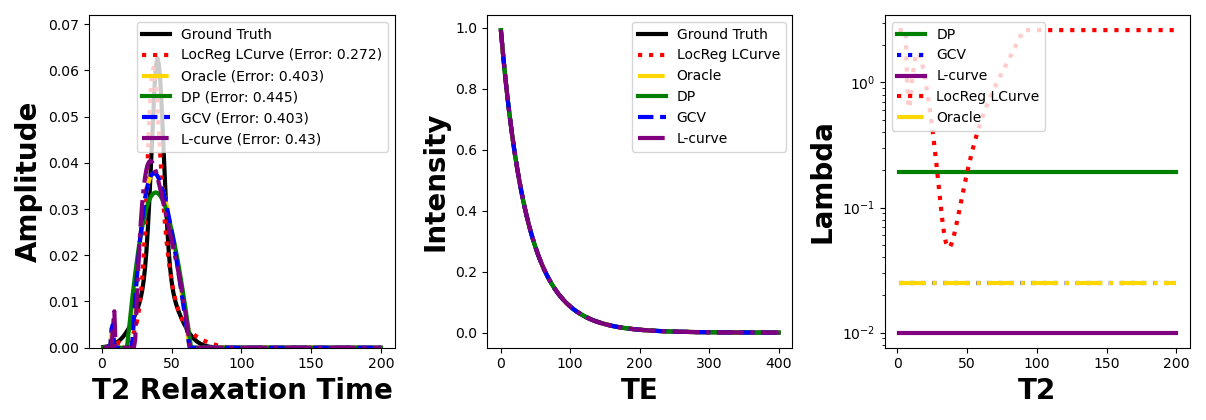 0.07
0.06
0.05
0.04
0.03
0.02
0.01
0.00
Amplitude
Ground Truth
LocReg LCurve (Error: 0.272)
Oracle (Error: 0.403)
DP (Error: 0.445)
GCV (Error: 0.403)
L-curve (Error: 0.43)
0 50 100 150 200
T2 Relaxation Time
1.0
0.8
0.6
0.4
0.2
0.0
Intensity
Ground Truth
LocReg LCurve
Oracle
DP
GCV
L-curve
0 100 200 300 400
TE
10⁰
10⁻¹
10⁻²
Lambda
DP
GCV
L-curve
LocReg LCurve
Oracle
0 50 100 150 200
T2